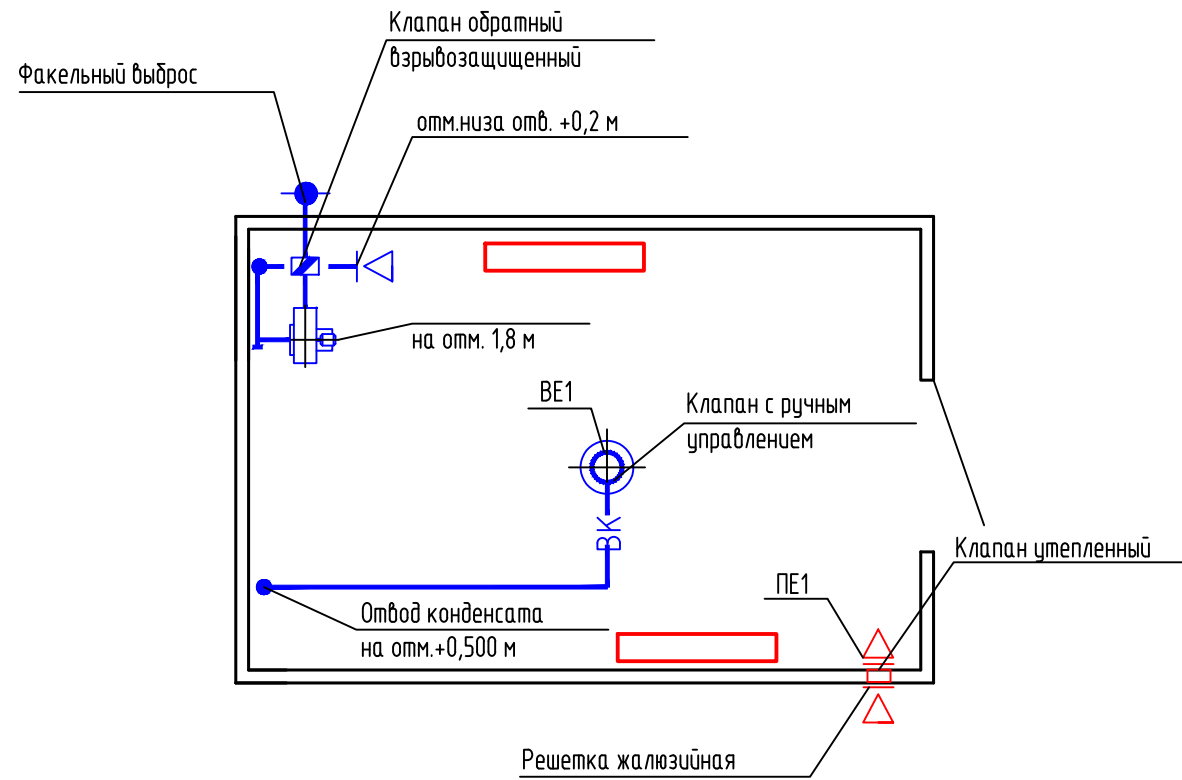 Клапан обратный
взрывозащищенный
Факельный выброс
отм.низа отв. +0,2 м
на отм. 1,8 м
ВЕ1
Клапан с ручным
управлением
ВК
Клапан утепленный
ПЕ1
Отвод конденсата
на отм.+0,500 м
Решетка жалюзийная